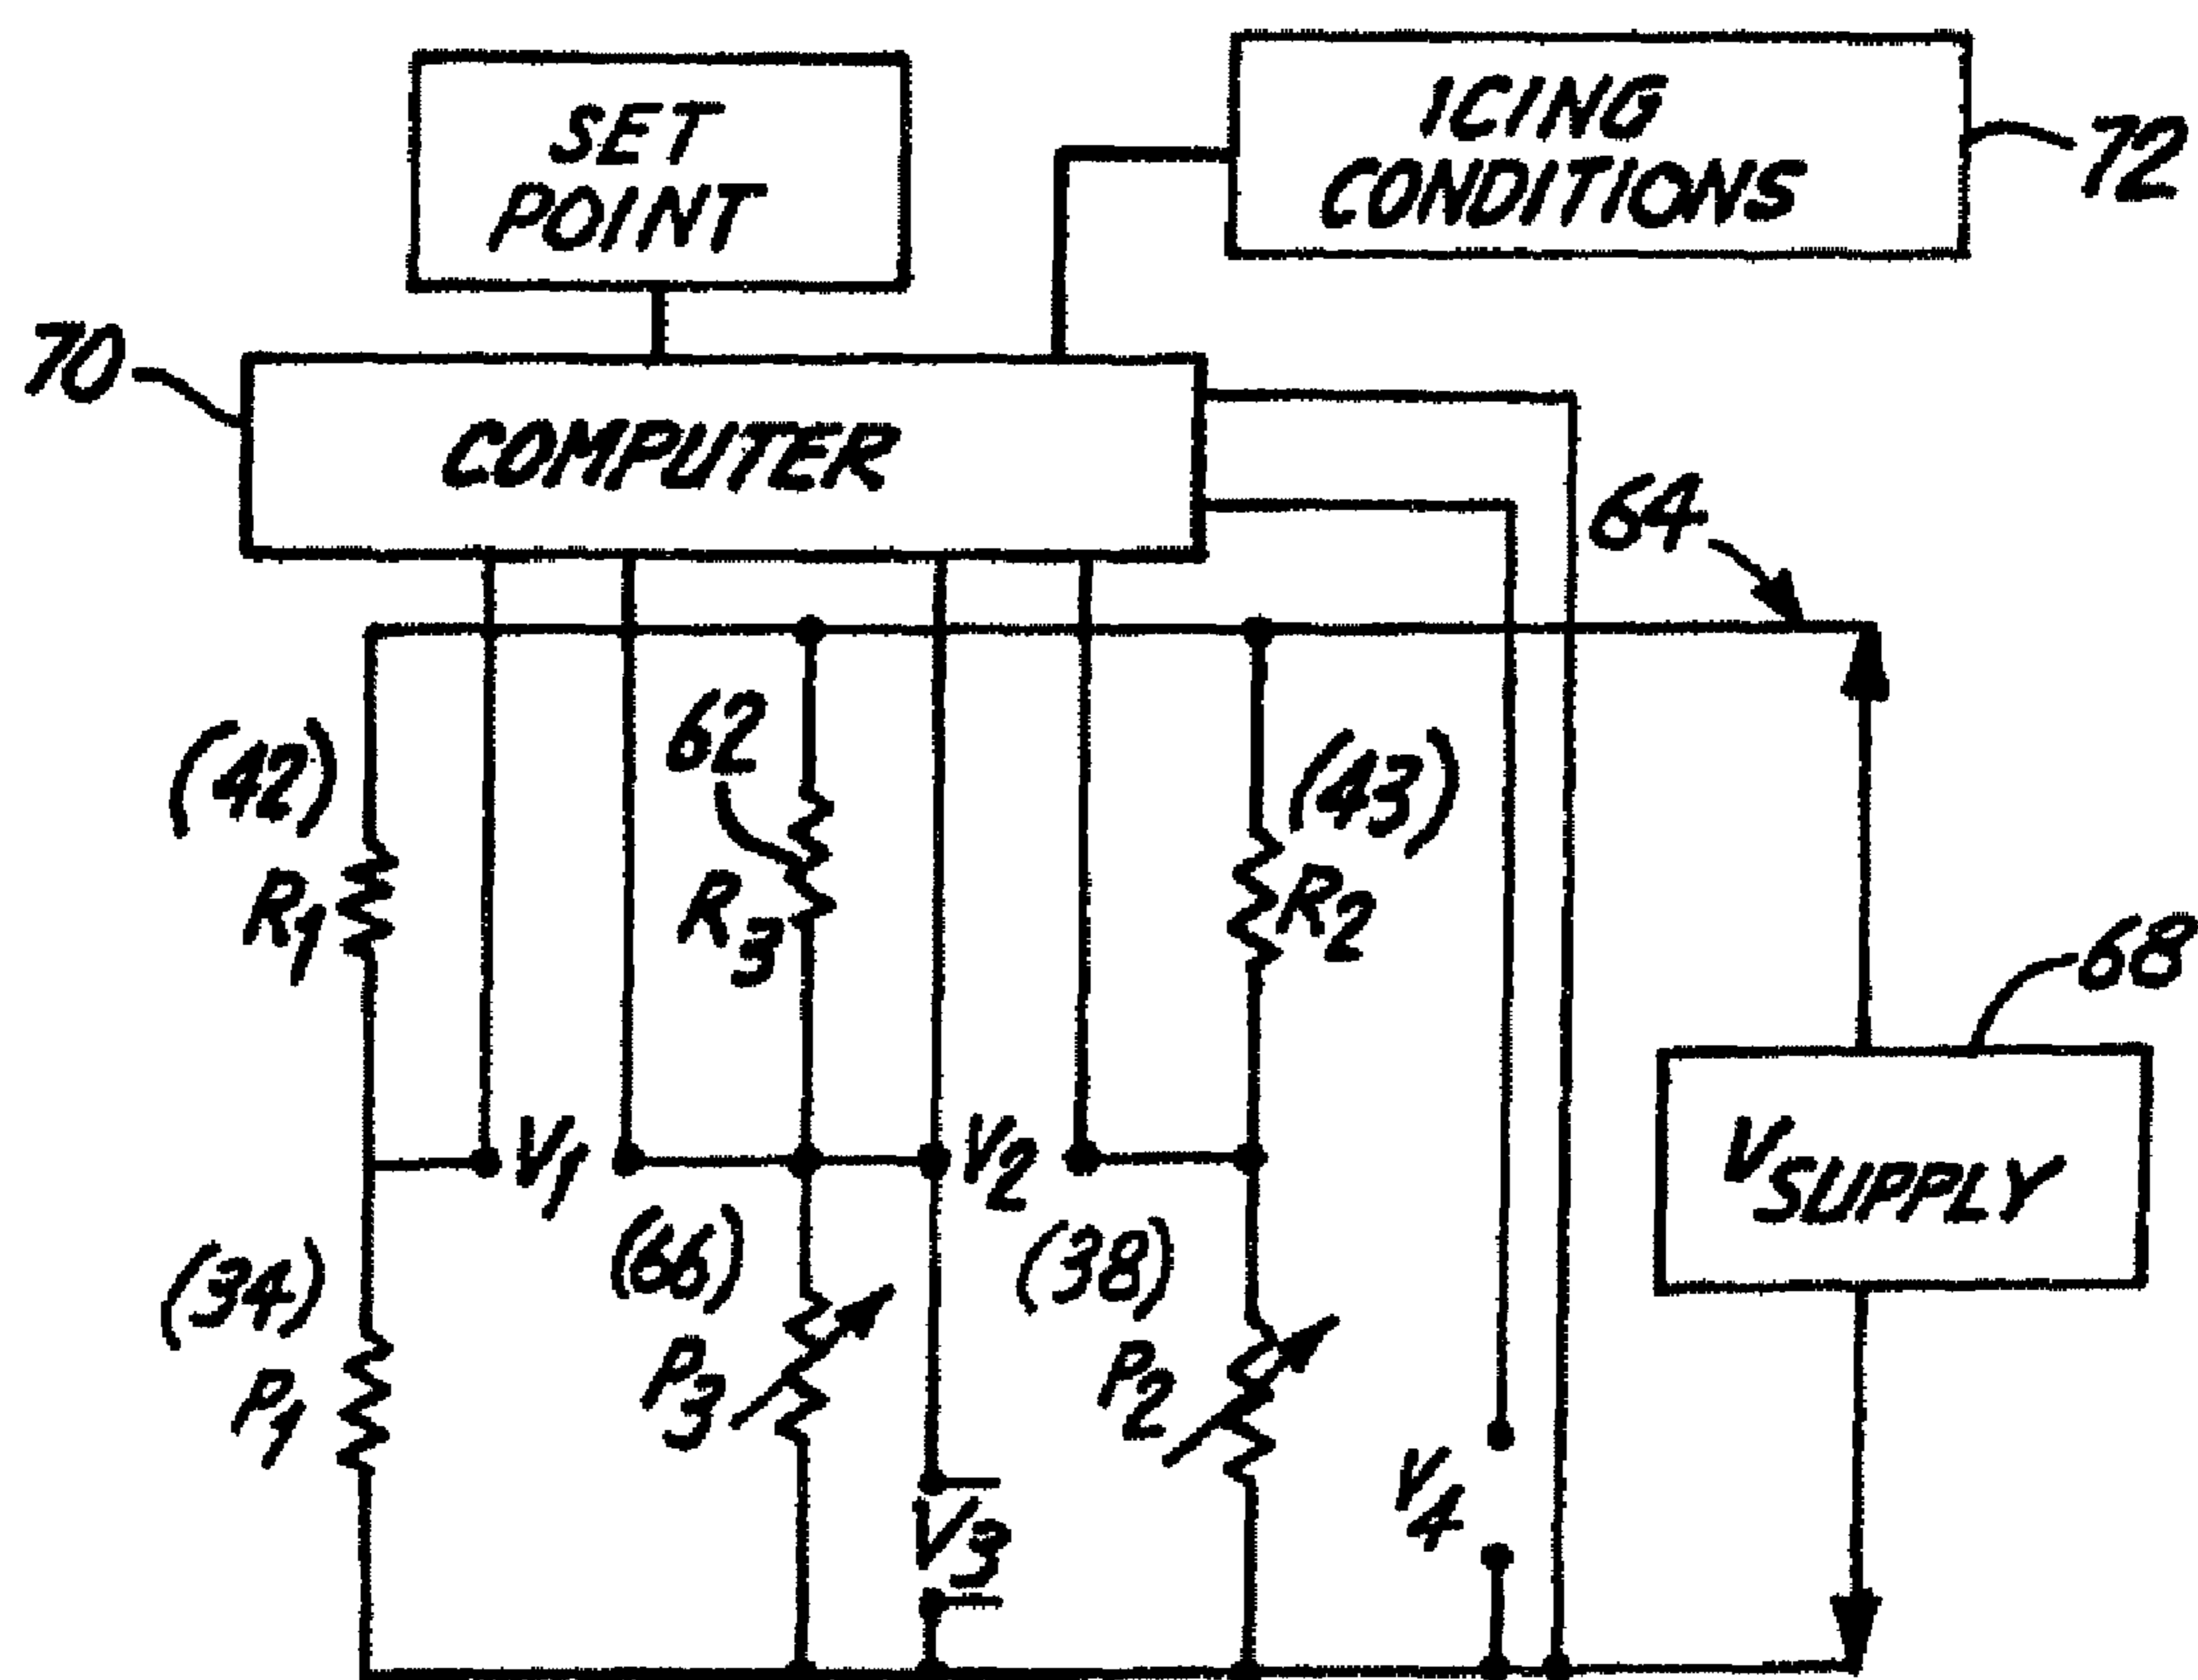 SET
POINT
ICING
CONDITIONS
72
70
COMPUTER
64
(42)
62
(43)
R1
R3
R2
68
V1
V2
VSUPPLY
(34)
(66)
(38)
P1
P3
P2
V3
V4